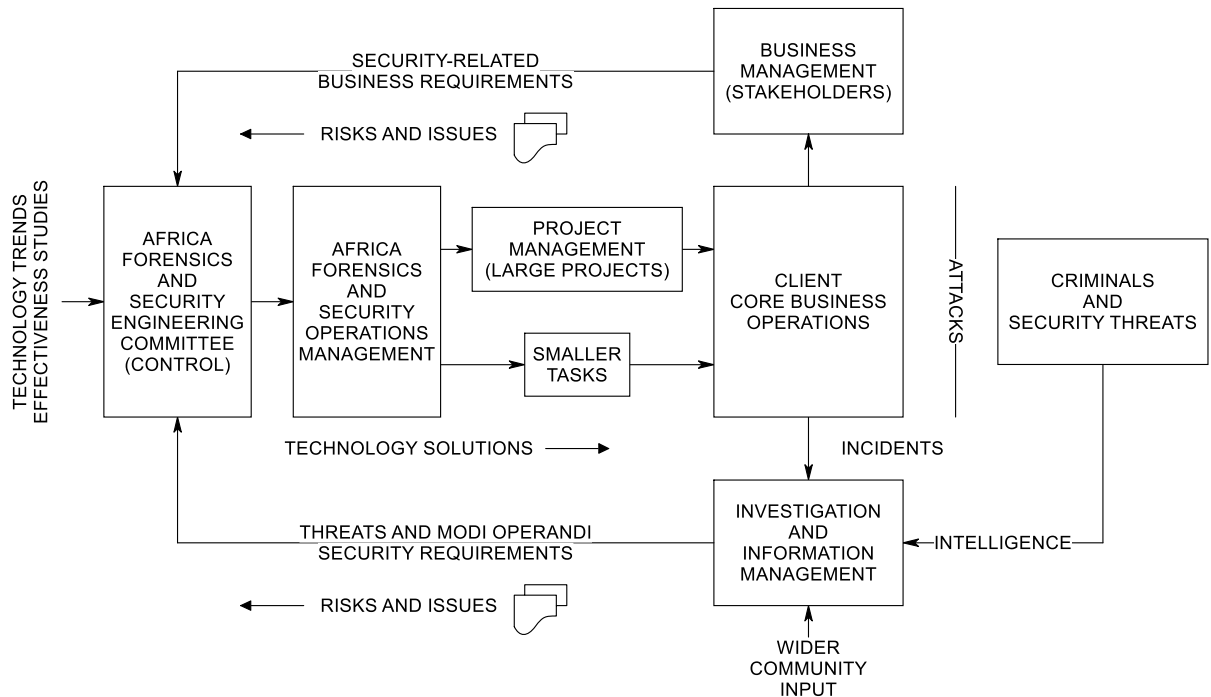 BUSINESS
MANAGEMENT
(STAKEHOLDERS)
SECURITY-RELATED
BUSINESS REQUIREMENTS
RISKS AND ISSUES
TECHNOLOGY TRENDS
EFFECTIVENESS STUDIES
AFRICA
FORENSICS
AND
SECURITY
ENGINEERING
COMMITTEE
(CONTROL)
AFRICA
FORENSICS
AND
SECURITY
OPERATIONS
MANAGEMENT
PROJECT
MANAGEMENT
(LARGE PROJECTS)
SMALLER
TASKS
CLIENT
CORE BUSINESS
OPERATIONS
ATTACKS
CRIMINALS
AND
SECURITY THREATS
TECHNOLOGY SOLUTIONS
INCIDENTS
THREATS AND MODI OPERANDI
SECURITY REQUIREMENTS
INVESTIGATION
AND
INFORMATION
MANAGEMENT
INTELLIGENCE
RISKS AND ISSUES
WIDER
COMMUNITY
INPUT